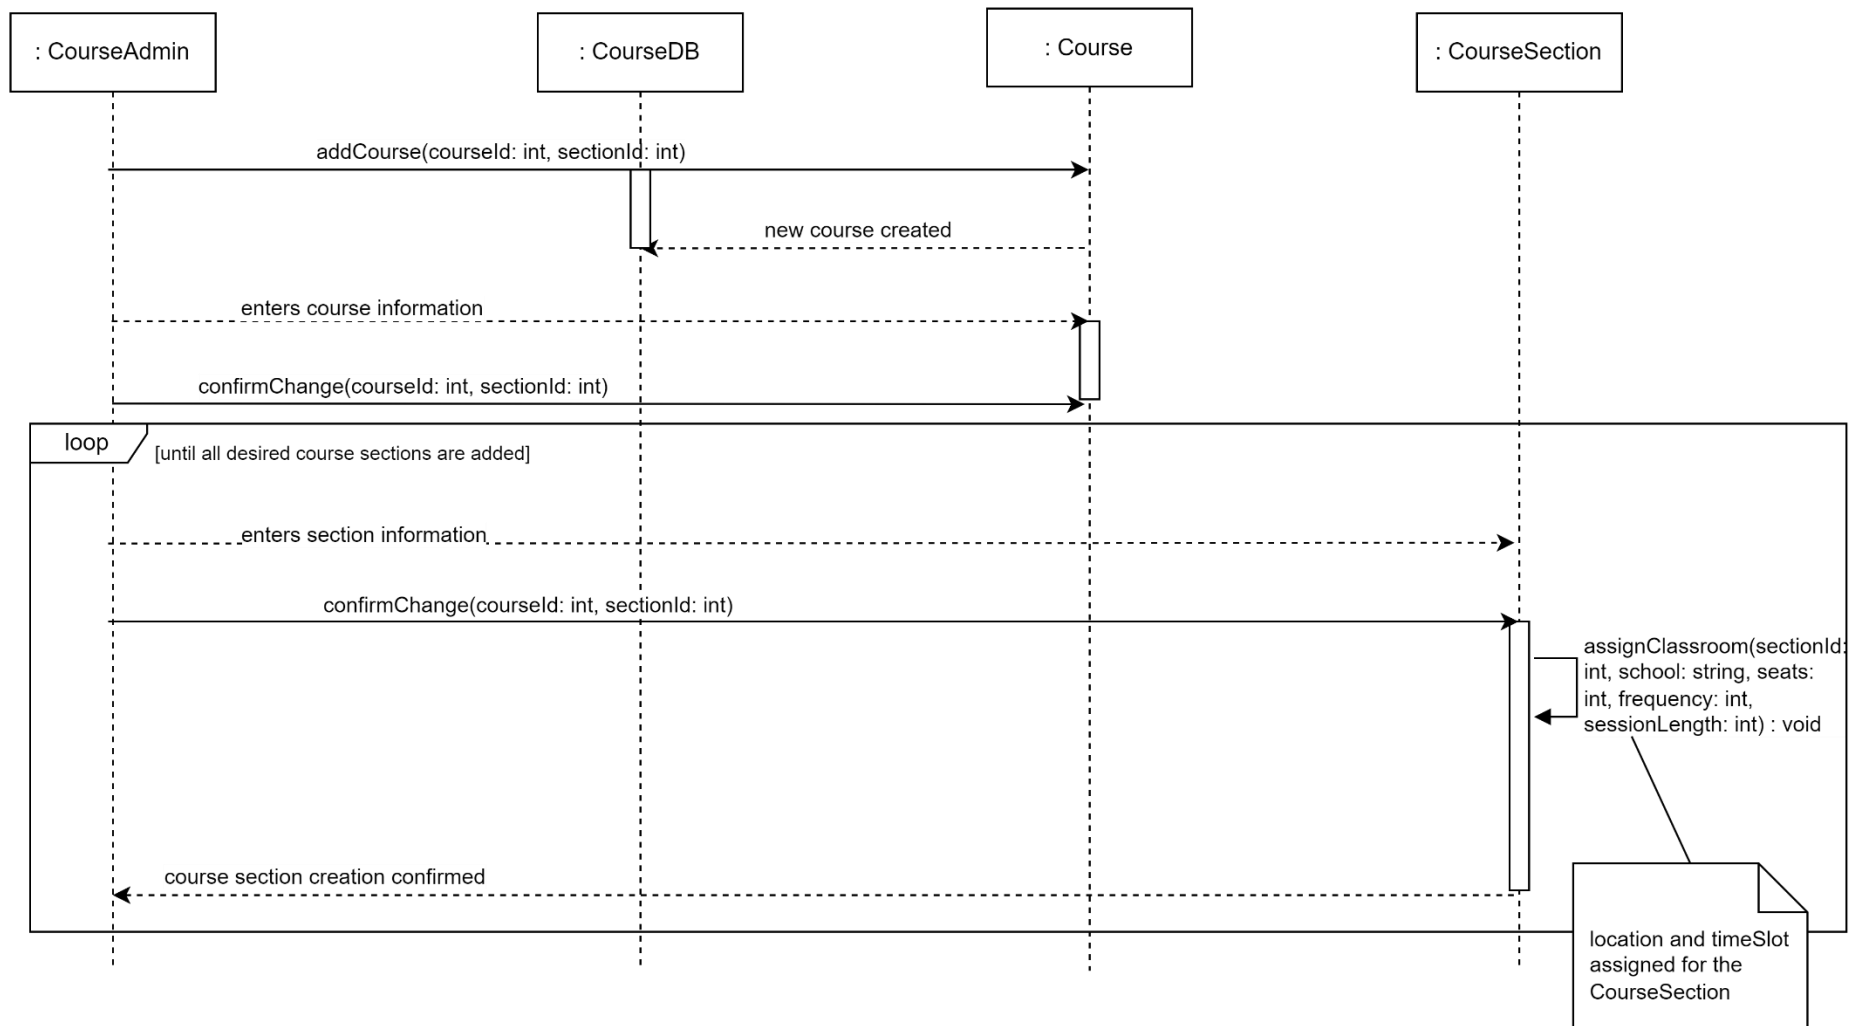 : CourseAdmin
: CourseDB
: Course
: CourseSection
addCourse(courseId: int, sectionId: int)
new course created
enters course information
confirmChange(courseId: int, sectionId: int)
loop
[until all desired course sections are added]
enters section information
confirmChange(courseId: int, sectionId: int)
assignClassroom(sectionId:
int, school: string, seats:
int, frequency: int,
sessionLength: int) : void
course section creation confirmed
location and timeSlot
assigned for the
CourseSection